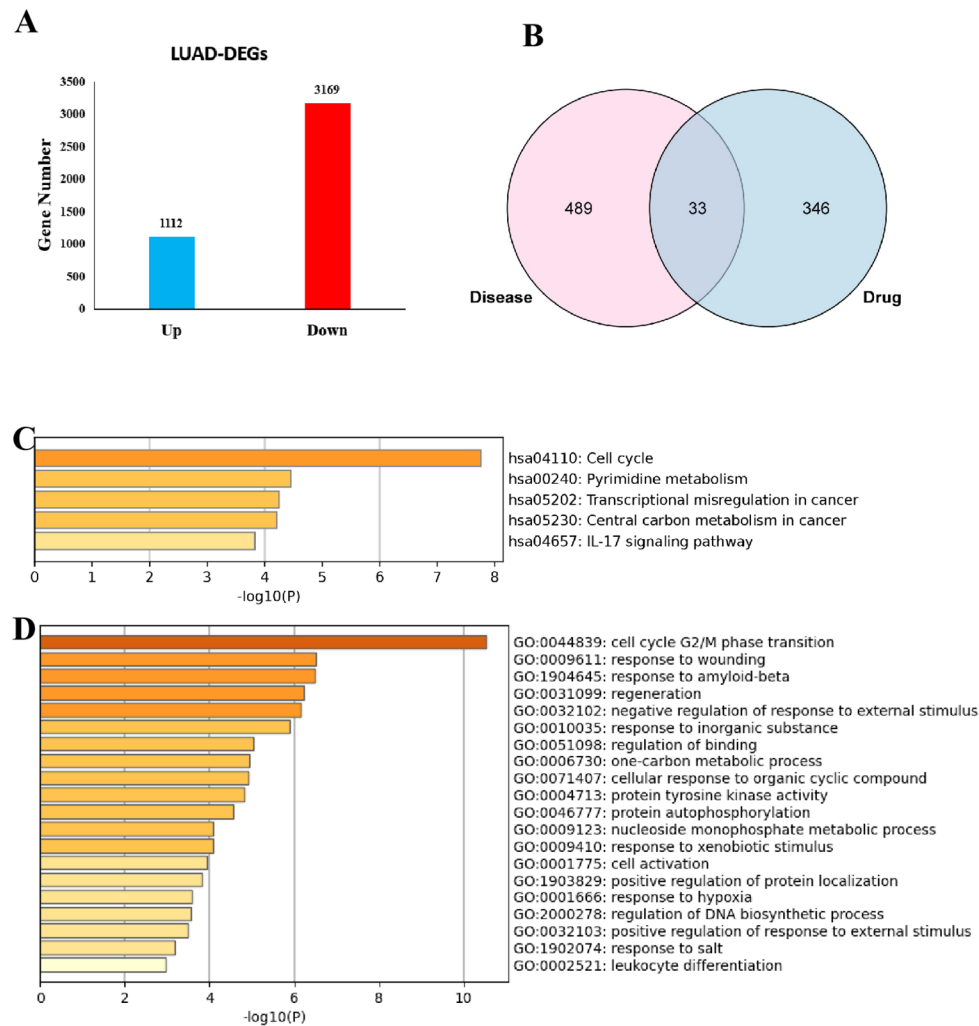 A
LUAD-DEGs
3500
3000
2500
2000
1500
1000
500
0
Gene Number
1112
3169
Up
Down
B
489
33
346
Disease
Drug
C
hsa04110: Cell cycle
hsa00240: Pyrimidine metabolism
hsa05202: Transcriptional misregulation in cancer
hsa05230: Central carbon metabolism in cancer
hsa04657: IL-17 signaling pathway
0 1 2 3 4 5 6 7 8
-log10(P)
D
GO:0044839: cell cycle G2/M phase transition
GO:0009611: response to wounding
GO:1904645: response to amyloid-beta
GO:0031099: regeneration
GO:0032102: negative regulation of response to external stimulus
GO:0010035: response to inorganic substance
GO:0051098: regulation of binding
GO:0006730: one-carbon metabolic process
GO:0071407: cellular response to organic cyclic compound
GO:0004713: protein tyrosine kinase activity
GO:0046777: protein autophosphorylation
GO:0009123: nucleoside monophosphate metabolic process
GO:0009410: response to xenobiotic stimulus
GO:0001775: cell activation
GO:1903829: positive regulation of protein localization
GO:0001666: response to hypoxia
GO:2000278: regulation of DNA biosynthetic process
GO:0032103: positive regulation of response to external stimulus
GO:1902074: response to salt
GO:0002521: leukocyte differentiation
0 2 4 6 8 10
-log10(P)